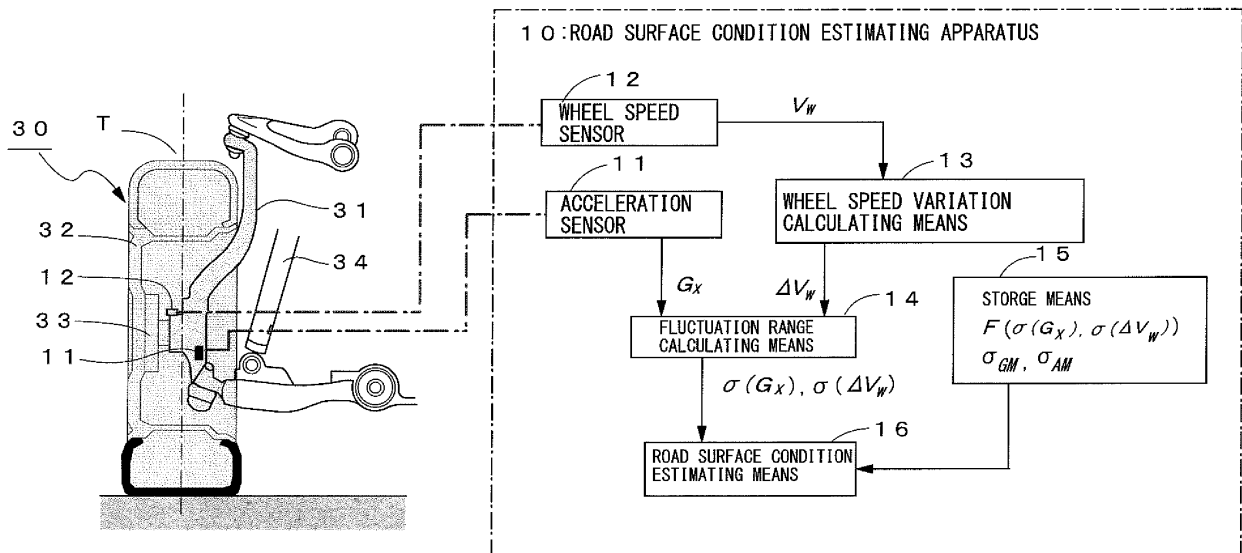 10:ROAD SURFACE CONDITION ESTIMATING APPARATUS
12
WHEEL SPEED
SENSOR
V_W
11
ACCELERATION
SENSOR
13
WHEEL SPEED VARIATION
CALCULATING MEANS
G_X
ΔV_W
14
FLUCTUATION RANGE
CALCULATING MEANS
15
STORGE MEANS
F(σ(G_X), σ(ΔV_W))
σ_GM, σ_AM
σ(G_X), σ(ΔV_W)
16
ROAD SURFACE CONDITION
ESTIMATING MEANS
T
30
31
32
12
34
33
11